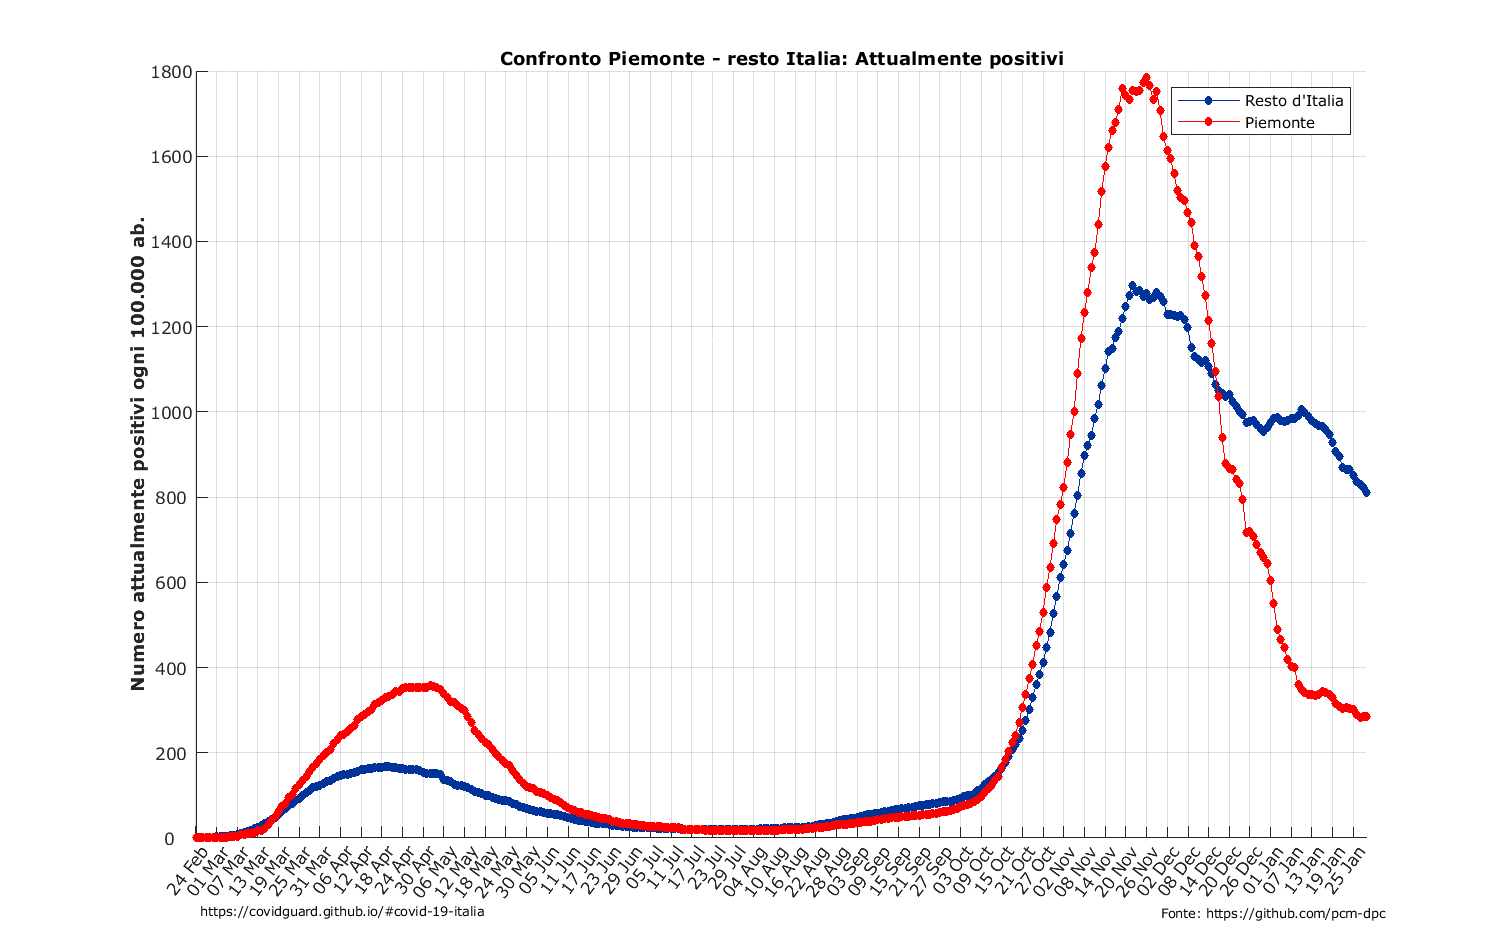 Confronto Piemonte - resto Italia: Attualmente positivi
Numero attualmente positivi ogni 100.000 ab.
1800
1600
1400
1200
1000
800
600
400
200
0
Resto d'Italia
Piemonte
24 Feb
01 Mar
07 Mar
13 Mar
19 Mar
25 Mar
31 Mar
06 Apr
12 Apr
18 Apr
24 Apr
30 Apr
06 May
12 May
18 May
24 May
30 May
05 Jun
11 Jun
17 Jun
23 Jun
29 Jun
05 Jul
11 Jul
17 Jul
23 Jul
29 Jul
04 Aug
10 Aug
16 Aug
22 Aug
28 Aug
03 Sep
09 Sep
15 Sep
21 Sep
27 Sep
03 Oct
09 Oct
15 Oct
21 Oct
27 Oct
02 Nov
08 Nov
14 Nov
20 Nov
26 Nov
02 Dec
08 Dec
14 Dec
20 Dec
26 Dec
01 Jan
07 Jan
13 Jan
19 Jan
25 Jan
https://covidguard.github.io/#covid-19-italia
Fonte: https://github.com/pcm-dpc